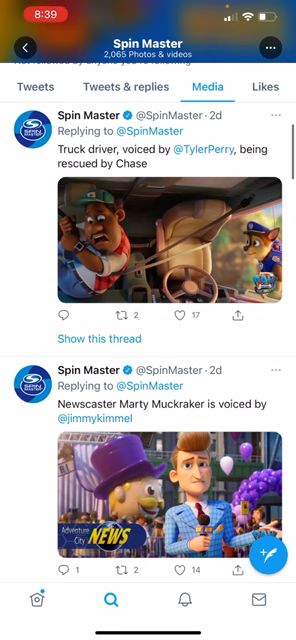 8:39
Spin Master
2,065 Photos & videos
Tweets
Tweets & replies
Media
Likes
Spin Master @SpinMaster · 2d
Replying to @SpinMaster
Truck driver, voiced by @TylerPerry, being
rescued by Chase
2
17
Show this thread
Spin Master @SpinMaster · 2d
Replying to @SpinMaster
Newscaster Marty Muckraker is voiced by
@jimmykimmel
Adventure
City NEWS
1
2
14